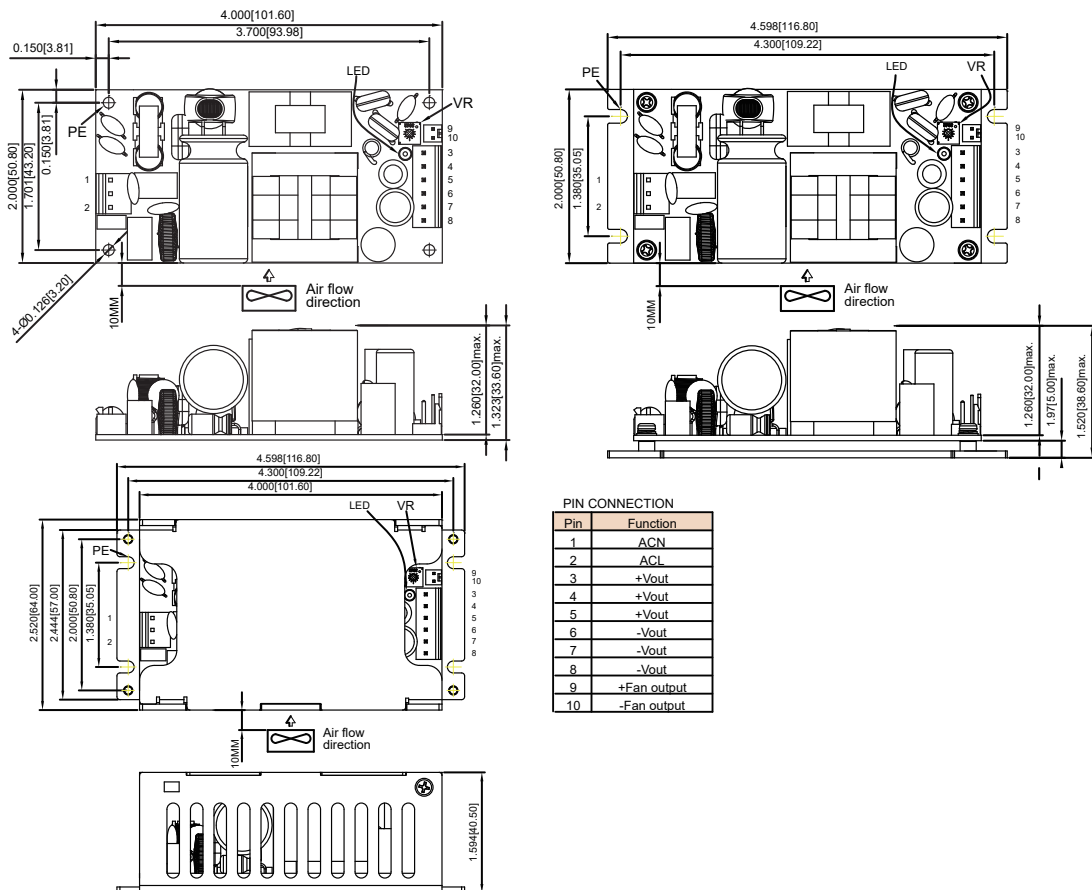 4.000[101.60]
3.700[93.98]
0.150[3.81]
LED
VR
PE
0.150[3.81]
1.701[43.20]
2.000[50.80]
1
2
9
10
3
4
5
6
7
8
4-Ø0.126[3.20]
10MM
Air flow
direction
1.260[32.00]max.
1.323[33.60]max.
4.598[116.80]
4.300[109.22]
PE
LED
VR
2.000[50.80]
1.380[35.05]
1
2
9
10
3
4
5
6
7
8
10MM
Air flow
direction
1.260[32.00]max.
1.97[5.00]max.
1.520[38.60]max.
4.598[116.80]
4.300[109.22]
4.000[101.60]
LED
VR
PE
2.520[64.00]
2.444[57.00]
2.000[50.80]
1.380[35.05]
1
2
9
10
3
4
5
6
7
8
10MM
Air flow
direction
1.594[40.50]
PIN CONNECTION
Pin Function
1 ACN
2 ACL
3 +Vout
4 +Vout
5 +Vout
6 -Vout
7 -Vout
8 -Vout
9 +Fan output
10 -Fan output